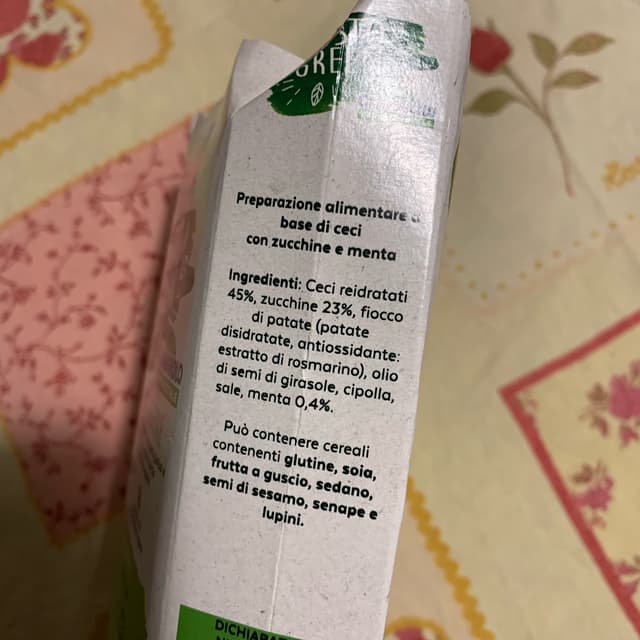 Preparazione alimentare a
base di ceci
con zucchine e menta
Ingredienti: Ceci reidratati
45%, zucchine 23%, fiocco
di patate (patate
disidratate, antiossidante:
estratto di rosmarino), olio
di semi di girasole, cipolla,
sale, menta 0,4%.
Può contenere cereali
contenenti glutine, soia,
frutta a guscio, sedano,
semi di sesamo, senape e
lupini.